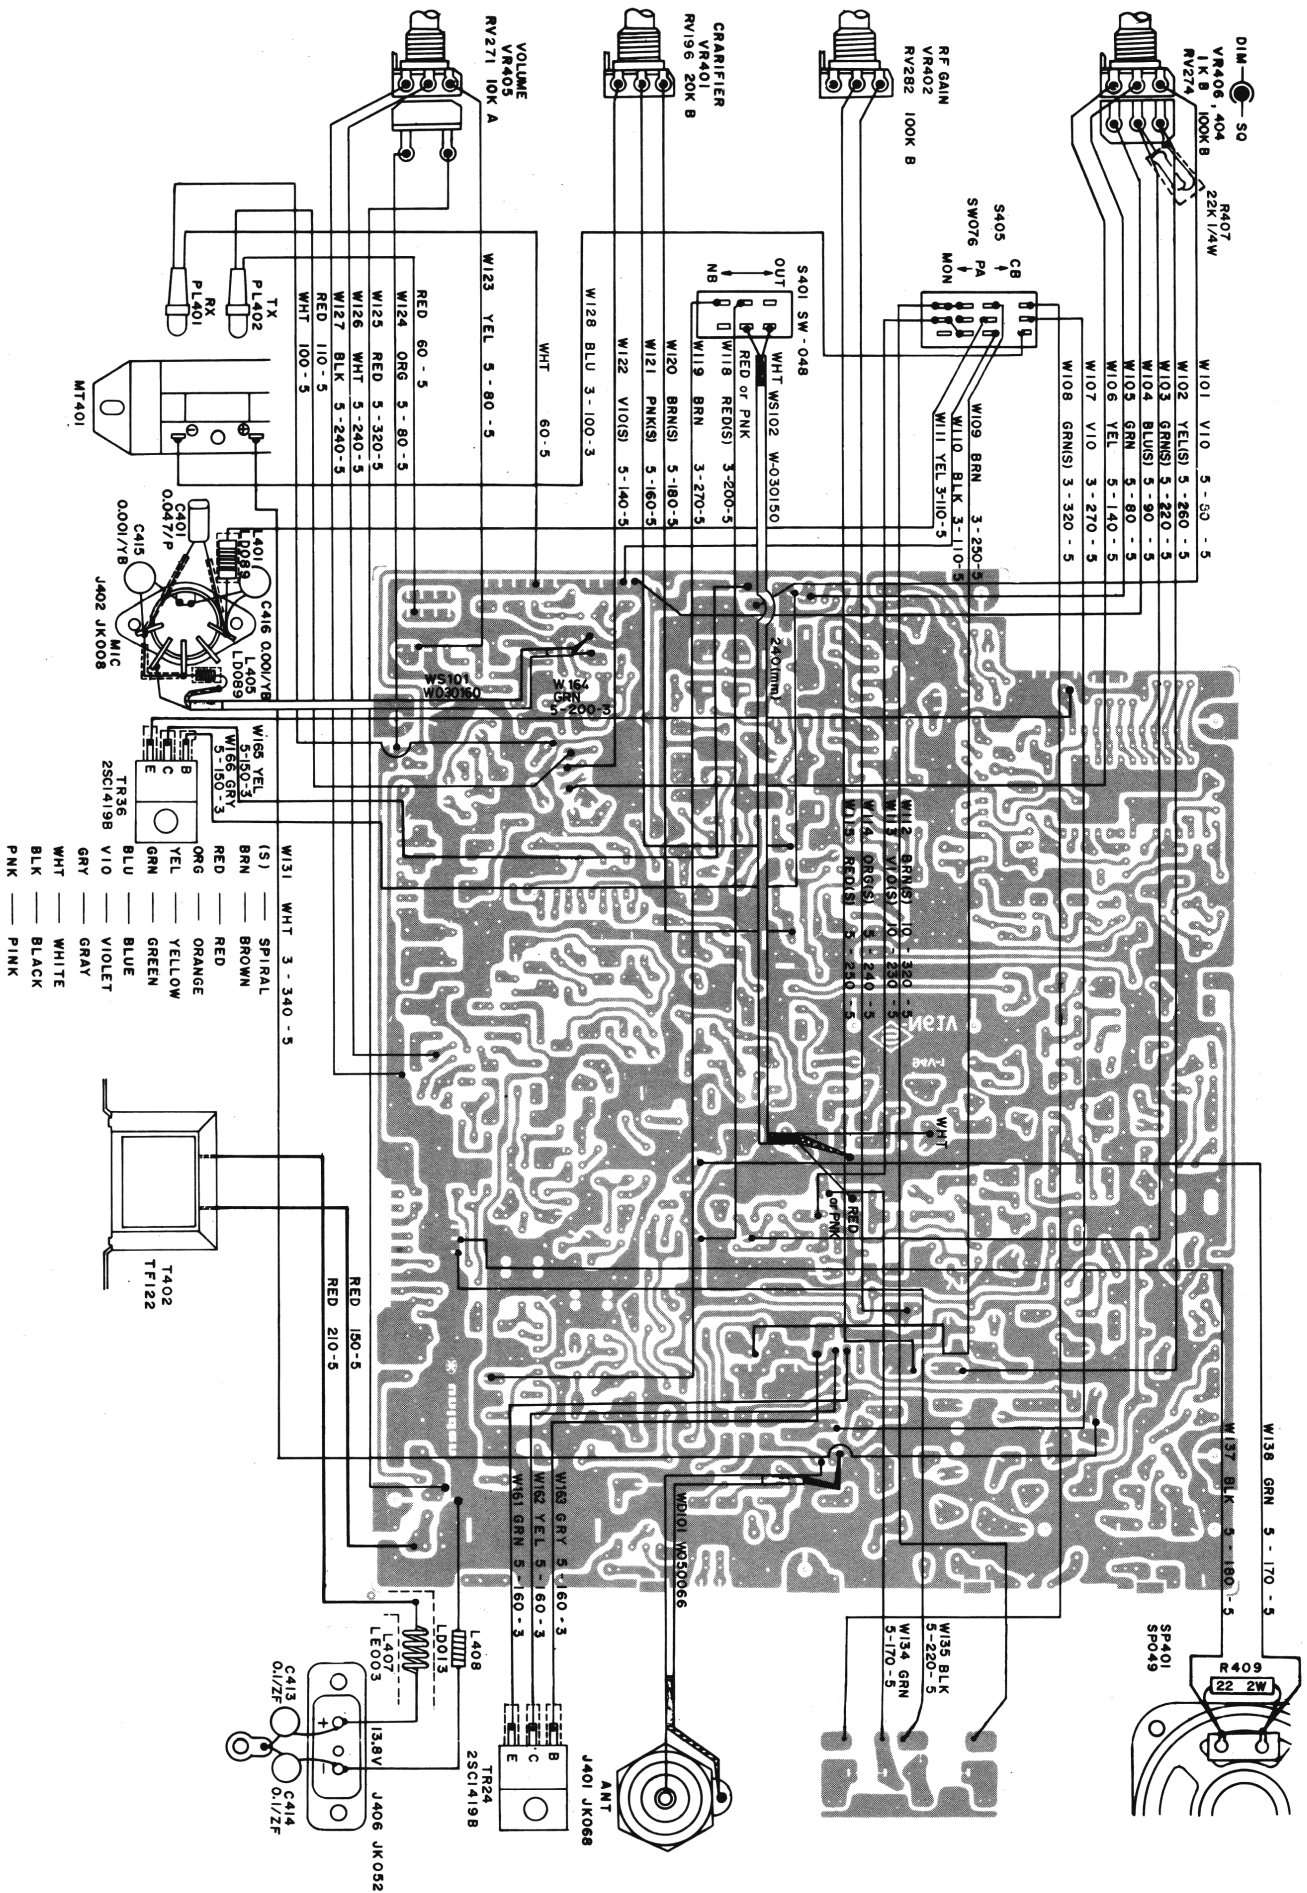 VOLUME
VR405
RV271 10K A
CRARIFIER
VR401
RV196 20K B
RF GAIN
VR402
RV282 100K B
DIM
SQ
VR406, 404
1K B 100K B
RV274
R407
22K 1/4W
TX
PL402
RX
PL401
MT401
S401 SW-048
OUT
NB
S405
SW076
CB
PA
MON
W101 VIO 5-80-5
W102 YEL(S) 5-260-5
W103 GRN(S) 5-220-5
W104 BLU(S) 5-90-5
W105 GRN 5-80-5
W106 YEL 5-140-5
W107 VIO 3-270-5
W108 GRN(S) 3-320-5
W109 BRN 3-250-5
W110 BLK 3-110-5
W111 YEL 3-110-5
WHT WS102 W-030150
RED or PNK
W118 RED(S) 3-200-5
W119 BRN 3-270-5
W120 BRN(S) 5-180-5
W121 PNK(S) 5-160-5
W122 VIO(S) 5-140-5
W128 BLU 3-100-3
WHT 60-5
W123 YEL 5-80-5
RED 60-5
W124 ORG 5-80-5
W125 RED 5-320-5
W126 WHT 5-240-5
W127 BLK 5-240-5
RED 110-5
WHT 100-5
240(mm)
W112 BRN(S) 10-320-5
W113 VIO(S) 10-230-5
W114 ORG(S) 5-240-5
W115 RED(S) 5-250-5
WS101
W030160
W164
GRN
5-200-3
C401
0.047/P
C415
0.001/YB
L401
LD089
C416 0.001/YB
L405
LD089
MIC
J402 JK008
W165 YEL
5-150-3
W166 GRY
5-150-3
B
C
E
TR36
2SC1419B
(S) — SPIRAL
BRN — BROWN
RED — RED
ORG — ORANGE
YEL — YELLOW
GRN — GREEN
BLU — BLUE
VIO — VIOLET
GRY — GRAY
WHT — WHITE
BLK — BLACK
PNK — PINK
W131 WHT 3-340-5
T402
TF122
RED 150-5
RED 210-5
WHT
RED
or PNK
W138 GRN 5-170-5
W137 BLK 5-180-5
SP401
SP049
R409
22 2W
W135 BLK
5-220-5
W134 GRN
5-170-5
WD101 W050066
W163 GRY 5-160-3
W162 YEL 5-160-3
W161 GRN 5-160-3
ANT
J401 JK068
B
C
E
TR24
2SC1419B
L408
LD013
L407
LE003
C413
0.1/ZF
C414
0.1/ZF
13.8V
+
−
J406 JK052